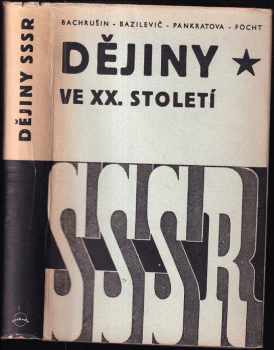 BACHRUŠIN - BAZILEVIČ - PANKRATOVA - FOCHT
DĚJINY ★
VE XX. STOLETÍ
SSSR
DĚJINY SSSR